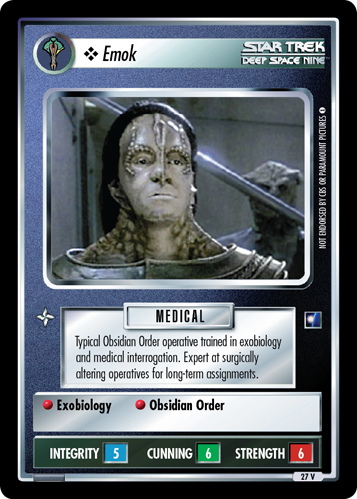 ❖ Emok
STAR TREK
DEEP SPACE NINE™
NOT ENDORSED BY CBS OR PARAMOUNT PICTURES
MEDICAL
Typical Obsidian Order operative trained in exobiology
and medical interrogation. Expert at surgically
altering operatives for long-term assignments.
Exobiology Obsidian Order
INTEGRITY 5 CUNNING 6 STRENGTH 6
27 V